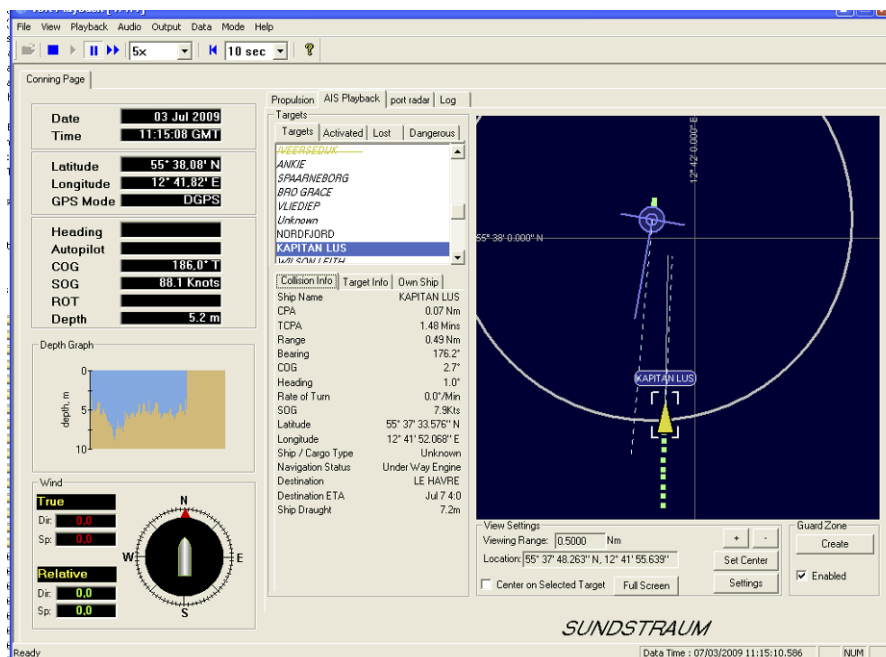 File View Playback Audio Output Data Mode Help
5x 10 sec
Conning Page
Propulsion AIS Playback port radar Log
Date 03 Jul 2009
Time 11:15:08 GMT
Latitude 55° 38,08' N
Longitude 12° 41,82' E
GPS Mode DGPS
Heading
Autopilot
COG 186,0° T
SOG 88.1 Knots
ROT
Depth 5.2 m
Depth Graph
0
5
10
depth, m
Wind
True
Dir: 0,0
Sp: 0,0
Relative
Dir: 0,0
Sp: 0,0
N
W E
S
Targets
Targets Activated Lost Dangerous
ANKIE
SPAARNEBORG
BRO GRACE
VLIEDIEP
Unknown
NORDFJORD
KAPITAN LUS
WILSON LEITH
Collision Info Target Info Own Ship
Ship Name KAPITAN LUS
CPA 0.07 Nm
TCPA 1.48 Mins
Range 0.49 Nm
Bearing 176.2°
COG 2.7°
Heading 1.0°
Rate of Turn 0.0°/Min
SOG 7.9Kts
Latitude 55° 37' 33.576'' N
Longitude 12° 41' 52.068'' E
Ship / Cargo Type Unknown
Navigation Status Under Way Engine
Destination LE HAVRE
Destination ETA Jul 7 4:0
Ship Draught 7.2m
12° 42' 0.000'' E
55° 38' 0.000'' N
KAPITAN LUS
View Settings
Viewing Range: 0.5000 Nm
Location: 55° 37' 48.263'' N, 12° 41' 55.639''
Center on Selected Target Full Screen
+ -
Set Center
Settings
Guard Zone
Create
Enabled
SUNDSTRAUM
Ready Data Time : 07/03/2009 11:15:10.586 NUM